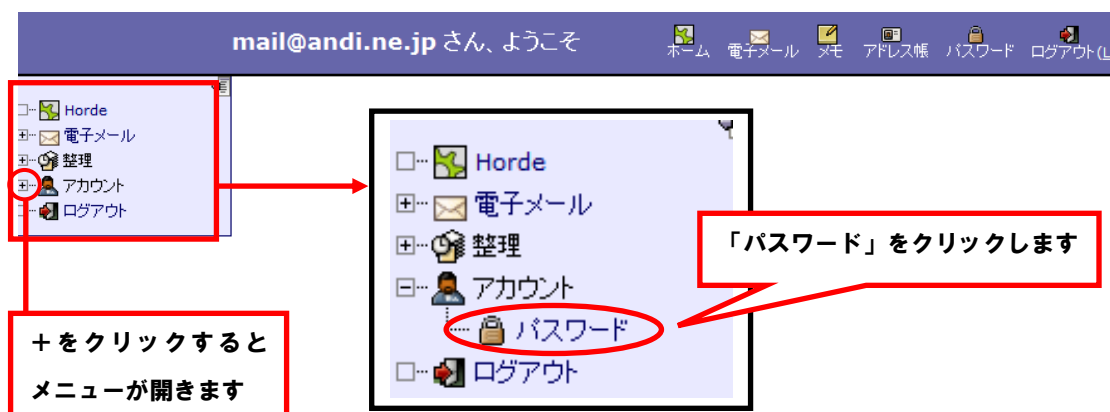 mail@andi.ne.jp さん、ようこそ
ホーム 電子メール メモ アドレス帳 パスワード ログアウト(L
Horde
電子メール
整理
アカウント
ログアウト
Horde
電子メール
整理
アカウント
パスワード
ログアウト
「パスワード」をクリックします
+をクリックすると
メニューが開きます